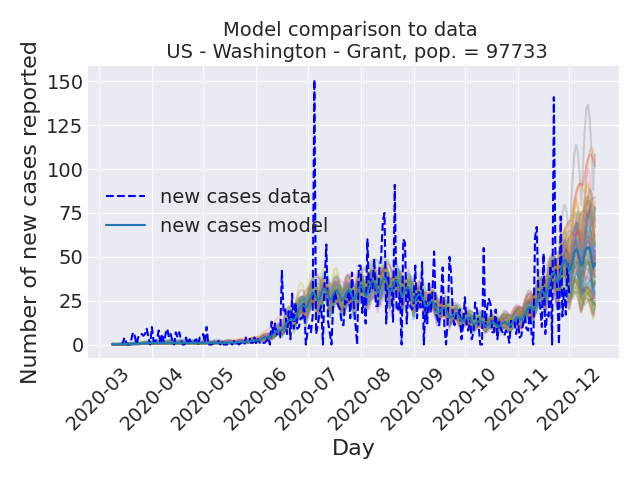 Model comparison to data
US - Washington - Grant, pop. = 97733
Number of new cases reported
150
125
100
75
50
25
0
new cases data
new cases model
2020-03
2020-04
2020-05
2020-06
2020-07
2020-08
2020-09
2020-10
2020-11
2020-12
Day